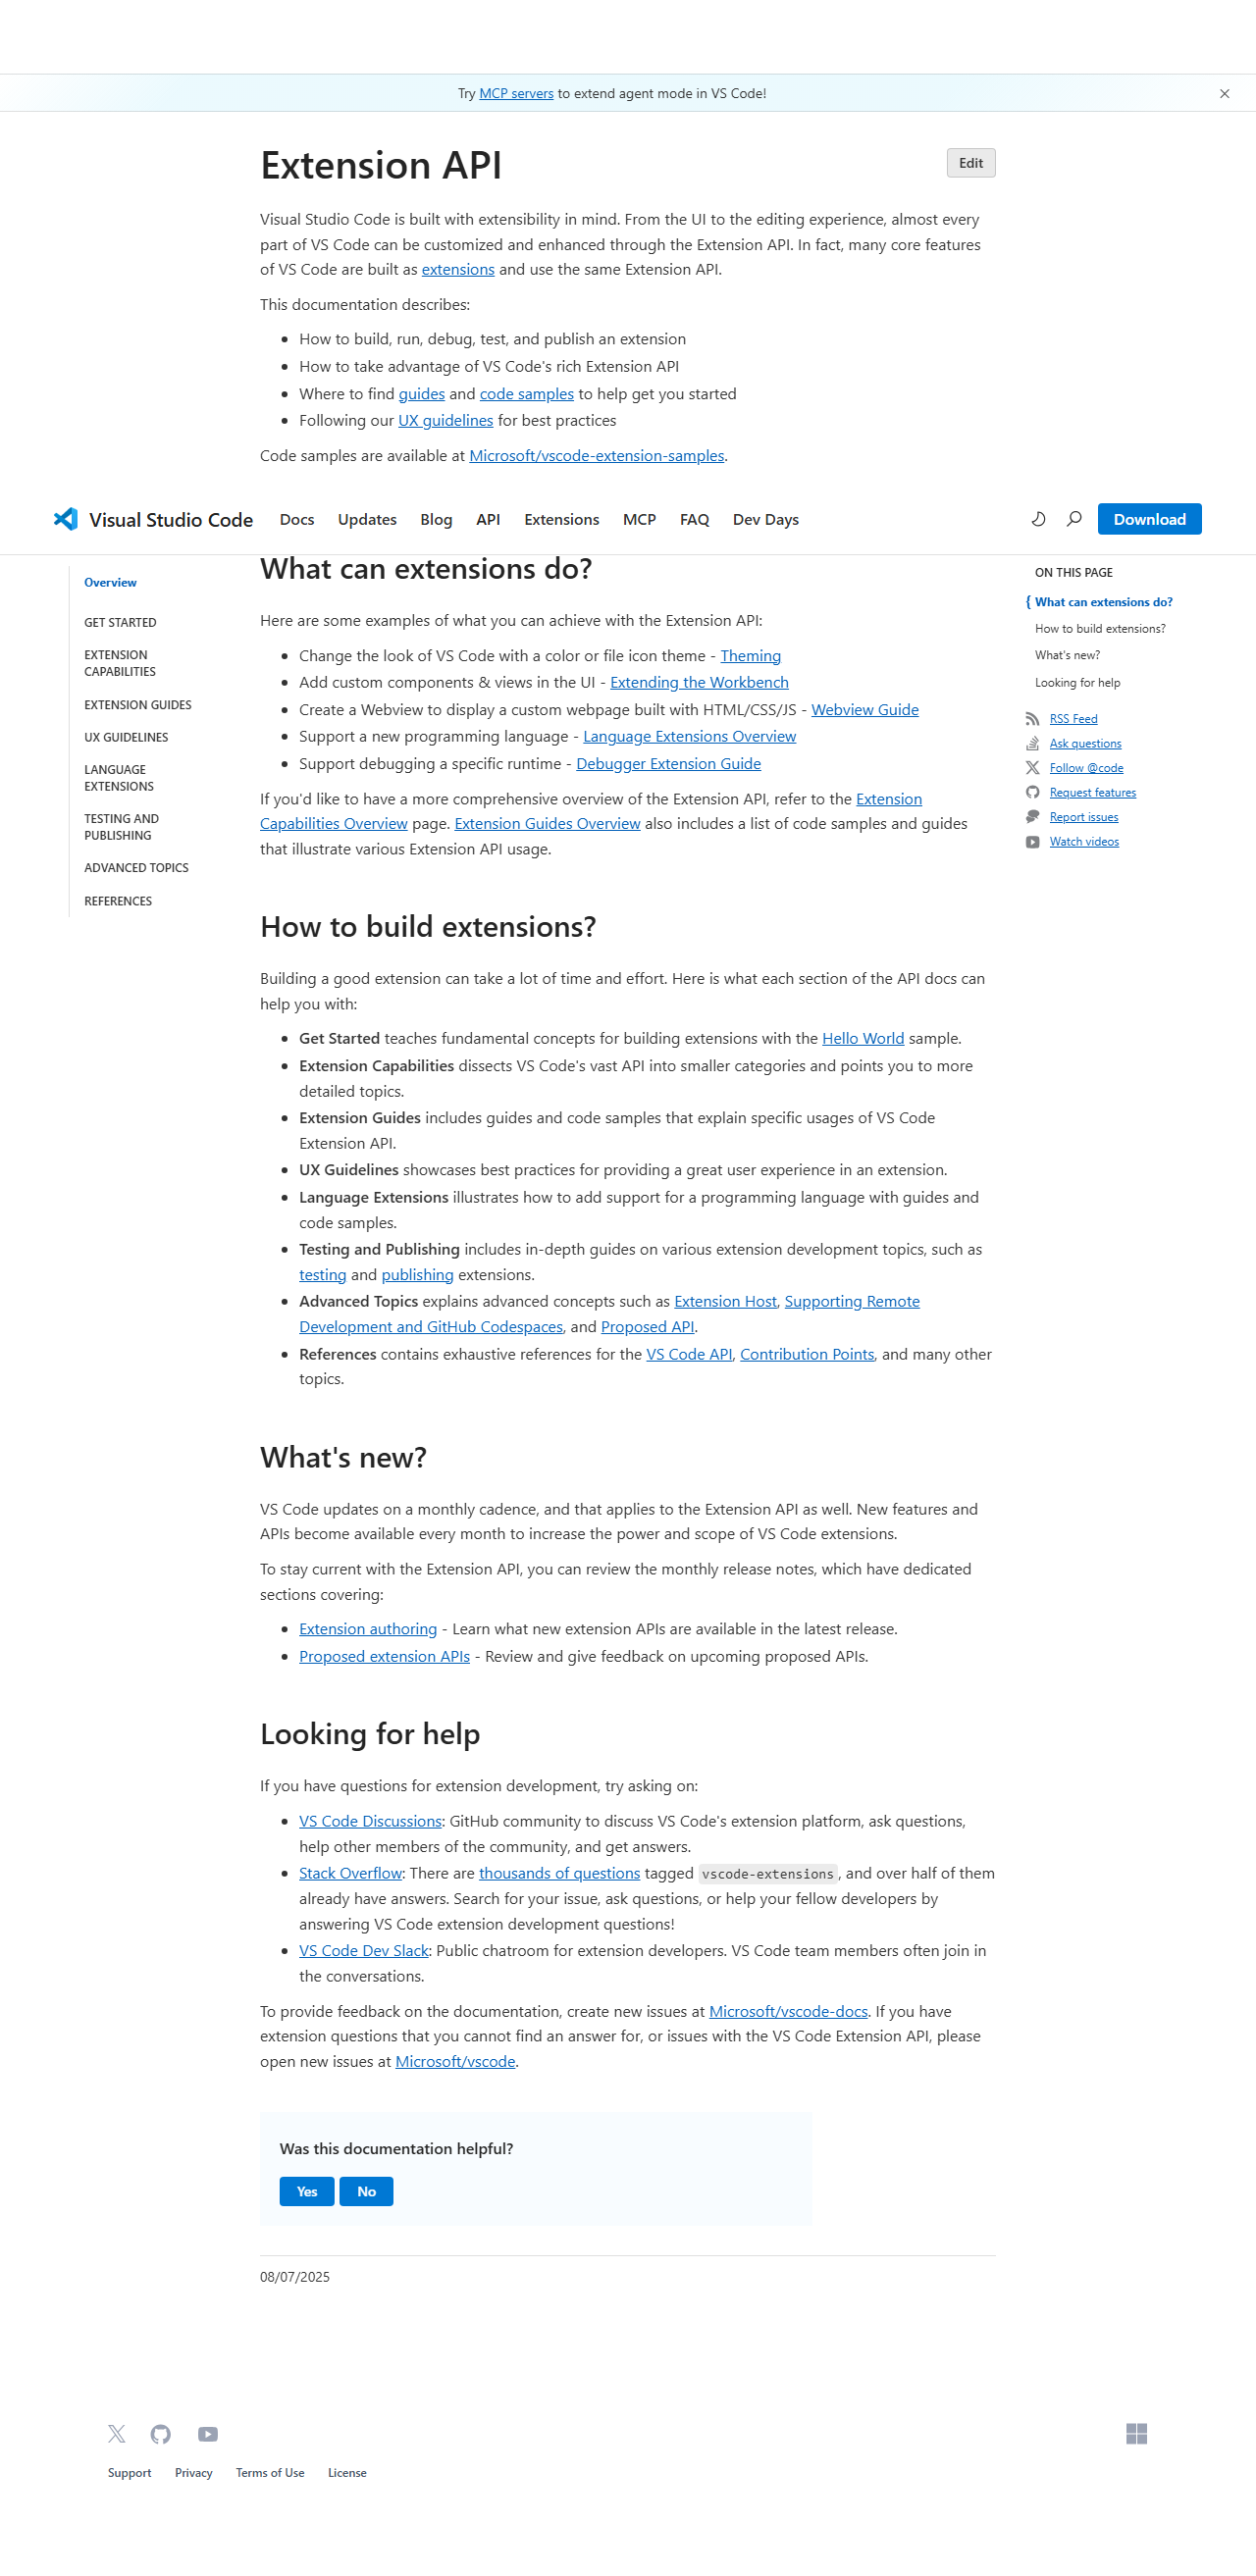 Try MCP servers to extend agent mode in VS Code!
Extension API
Edit
Visual Studio Code is built with extensibility in mind. From the UI to the editing experience, almost every
part of VS Code can be customized and enhanced through the Extension API. In fact, many core features
of VS Code are built as extensions and use the same Extension API.
This documentation describes:
How to build, run, debug, test, and publish an extension
How to take advantage of VS Code's rich Extension API
Where to find guides and code samples to help get you started
Following our UX guidelines for best practices
Code samples are available at Microsoft/vscode-extension-samples.
Visual Studio Code Docs Updates Blog API Extensions MCP FAQ Dev Days Download
Overview
GET STARTED
EXTENSION
CAPABILITIES
EXTENSION GUIDES
UX GUIDELINES
LANGUAGE
EXTENSIONS
TESTING AND
PUBLISHING
ADVANCED TOPICS
REFERENCES
What can extensions do?
Here are some examples of what you can achieve with the Extension API:
Change the look of VS Code with a color or file icon theme - Theming
Add custom components & views in the UI - Extending the Workbench
Create a Webview to display a custom webpage built with HTML/CSS/JS - Webview Guide
Support a new programming language - Language Extensions Overview
Support debugging a specific runtime - Debugger Extension Guide
If you'd like to have a more comprehensive overview of the Extension API, refer to the Extension
Capabilities Overview page. Extension Guides Overview also includes a list of code samples and guides
that illustrate various Extension API usage.
ON THIS PAGE
What can extensions do?
How to build extensions?
What's new?
Looking for help
RSS Feed
Ask questions
Follow @code
Request features
Report issues
Watch videos
How to build extensions?
Building a good extension can take a lot of time and effort. Here is what each section of the API docs can
help you with:
Get Started teaches fundamental concepts for building extensions with the Hello World sample.
Extension Capabilities dissects VS Code's vast API into smaller categories and points you to more
detailed topics.
Extension Guides includes guides and code samples that explain specific usages of VS Code
Extension API.
UX Guidelines showcases best practices for providing a great user experience in an extension.
Language Extensions illustrates how to add support for a programming language with guides and
code samples.
Testing and Publishing includes in-depth guides on various extension development topics, such as
testing and publishing extensions.
Advanced Topics explains advanced concepts such as Extension Host, Supporting Remote
Development and GitHub Codespaces, and Proposed API.
References contains exhaustive references for the VS Code API, Contribution Points, and many other
topics.
What's new?
VS Code updates on a monthly cadence, and that applies to the Extension API as well. New features and
APIs become available every month to increase the power and scope of VS Code extensions.
To stay current with the Extension API, you can review the monthly release notes, which have dedicated
sections covering:
Extension authoring - Learn what new extension APIs are available in the latest release.
Proposed extension APIs - Review and give feedback on upcoming proposed APIs.
Looking for help
If you have questions for extension development, try asking on:
VS Code Discussions: GitHub community to discuss VS Code's extension platform, ask questions,
help other members of the community, and get answers.
Stack Overflow: There are thousands of questions tagged vscode-extensions, and over half of them
already have answers. Search for your issue, ask questions, or help your fellow developers by
answering VS Code extension development questions!
VS Code Dev Slack: Public chatroom for extension developers. VS Code team members often join in
the conversations.
To provide feedback on the documentation, create new issues at Microsoft/vscode-docs. If you have
extension questions that you cannot find an answer for, or issues with the VS Code Extension API, please
open new issues at Microsoft/vscode.
Was this documentation helpful?
Yes No
08/07/2025
Support Privacy Terms of Use License